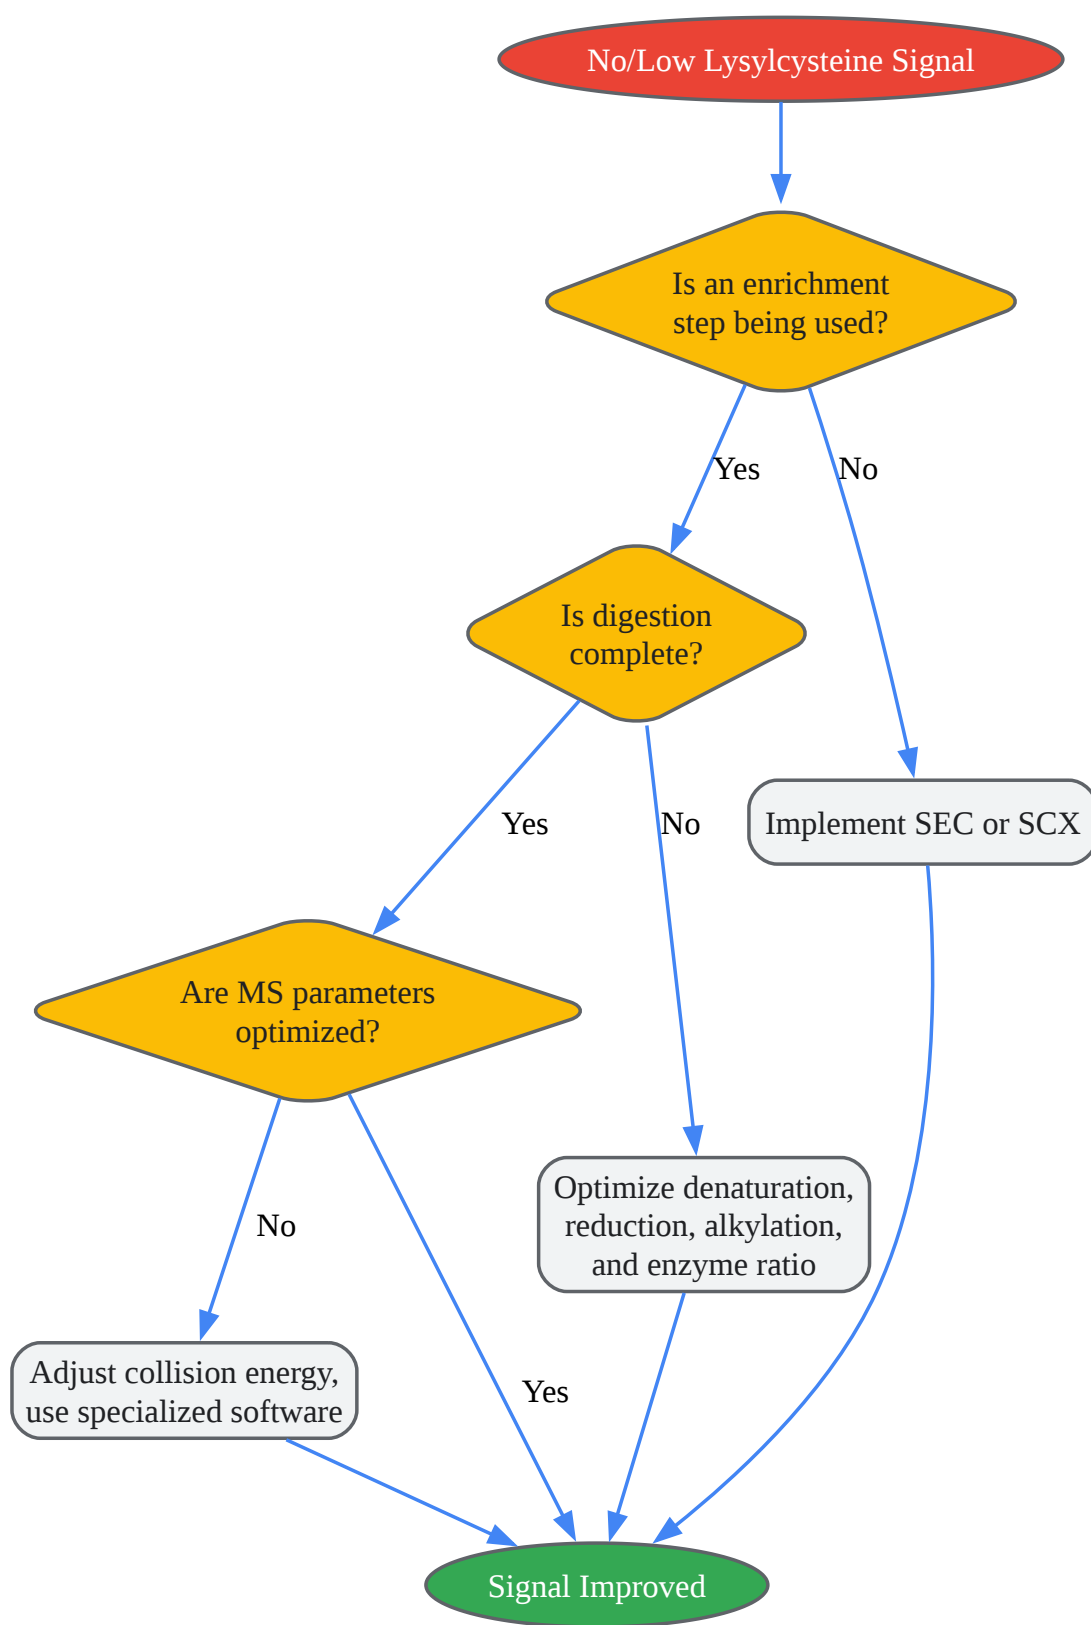 No/Low Lysylcysteine Signal
Is an enrichment
step being used?
Yes
No
Is digestion
complete?
Yes
No
Implement SEC or SCX
Are MS parameters
optimized?
Optimize denaturation,
reduction, alkylation,
and enzyme ratio
No
Adjust collision energy,
use specialized software
Yes
Signal Improved